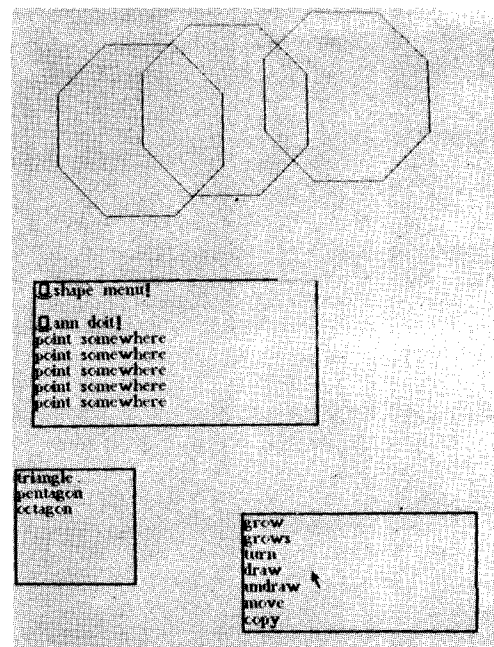 shape menu!
ann doit!
point somewhere
point somewhere
point somewhere
point somewhere
point somewhere
triangle
pentagon
octagon
grow
grows
turn
draw
undraw
move
copy